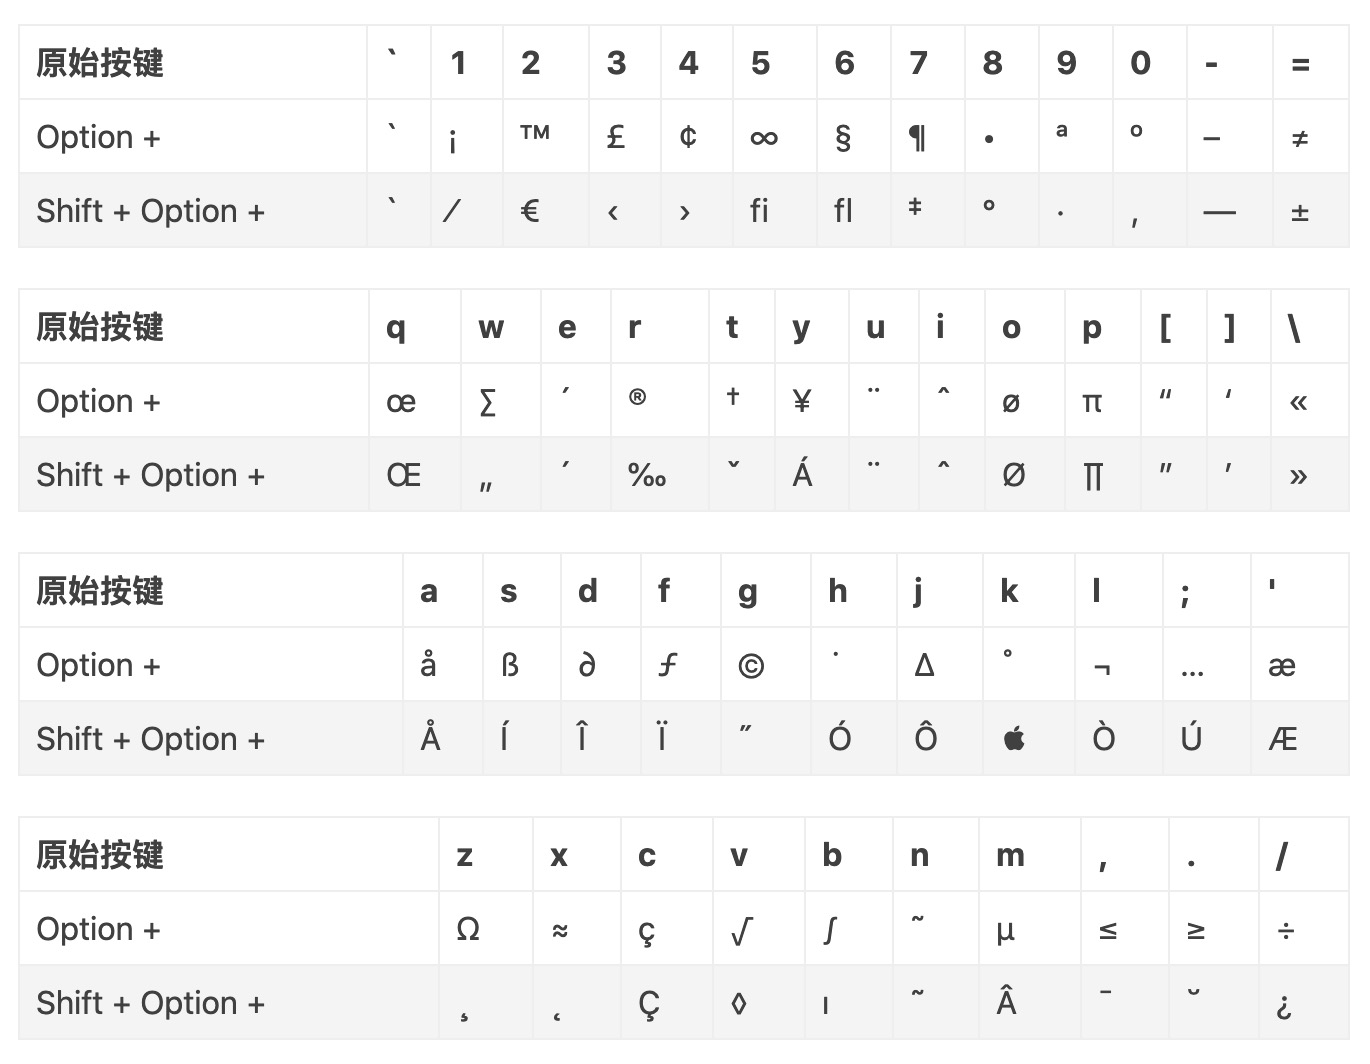 原始按键 ` 1 2 3 4 5 6 7 8 9 0 - =
Option + ` ¡ ™ £ ¢ ∞ § ¶ • ª º – ≠
Shift + Option + ` ⁄ € ‹ › ﬁ ﬂ ‡ ° · ‚ — ±
原始按键 q w e r t y u i o p [ ] \
Option + œ ∑ ´ ® † ¥ ¨ ˆ ø π “ ‘ «
Shift + Option + Œ „ ´ ‰ ˇ Á ¨ ˆ Ø ∏ ” ’ »
原始按键 a s d f g h j k l ; '
Option + å ß ∂ ƒ © ˙ ∆ ˚ ¬ … æ
Shift + Option + Å Í Î Ï ˝ Ó Ô  Ò Ú Æ
原始按键 z x c v b n m , . /
Option + Ω ≈ ç √ ∫ ˜ µ ≤ ≥ ÷
Shift + Option + ¸ ˛ Ç ◊ ı ˜ Â ¯ ˘ ¿